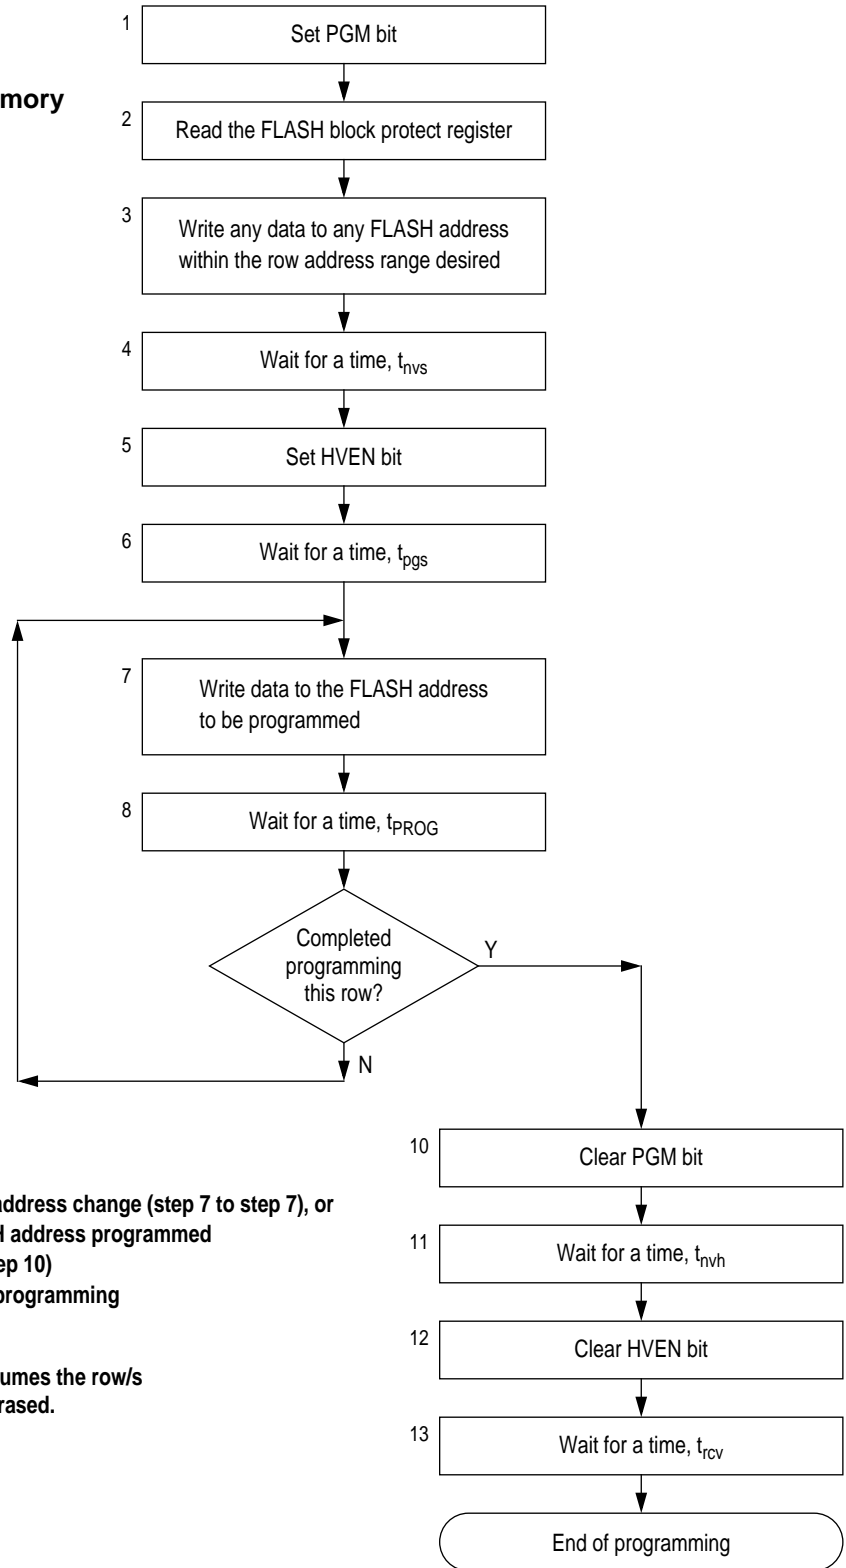 1
Set PGM bit
mory
2
Read the FLASH block protect register
3
Write any data to any FLASH address
within the row address range desired
4
Wait for a time, tnvs
5
Set HVEN bit
6
Wait for a time, tpgs
7
Write data to the FLASH address
to be programmed
8
Wait for a time, tPROG
Completed
programming
this row?
Y
N
10
Clear PGM bit
address change (step 7 to step 7), or
H address programmed
ep 10)
programming
11
Wait for a time, tnvh
12
Clear HVEN bit
umes the row/s
rased.
13
Wait for a time, trcv
End of programming